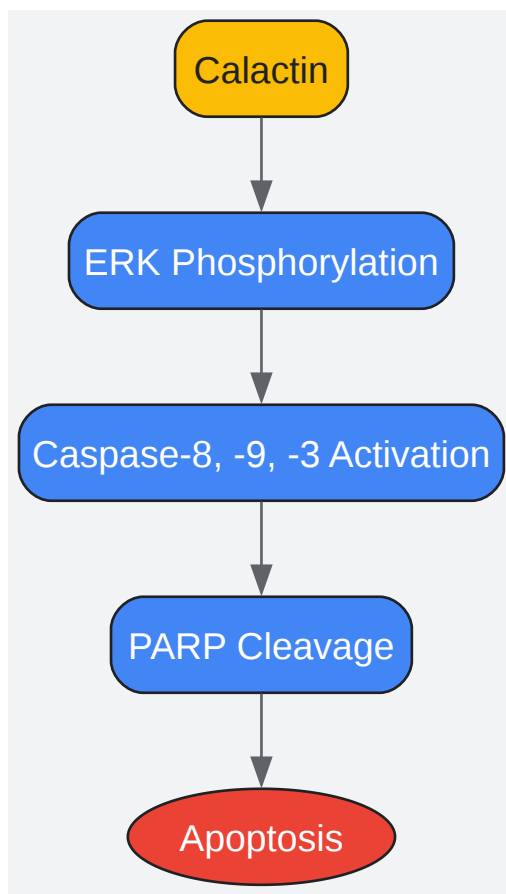 Calactin
ERK Phosphorylation
Caspase-8, -9, -3 Activation
PARP Cleavage
Apoptosis